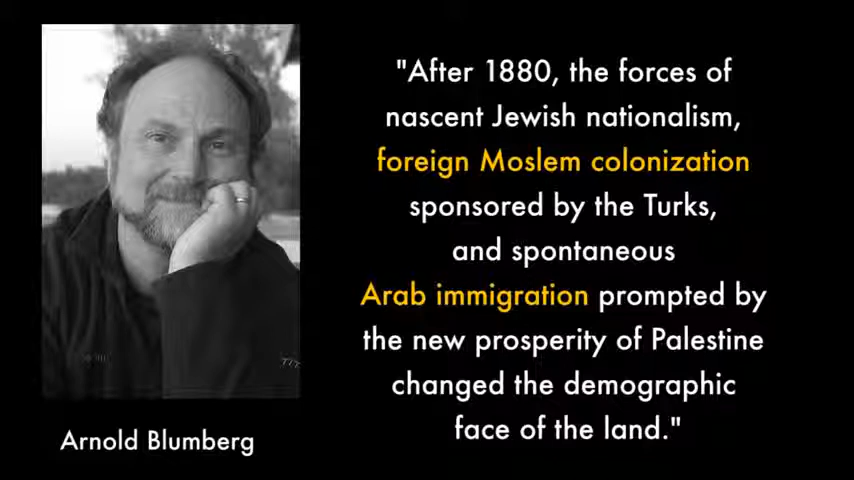 "After 1880, the forces of
nascent Jewish nationalism,
foreign Moslem colonization
sponsored by the Turks,
and spontaneous
Arab immigration prompted by
the new prosperity of Palestine
changed the demographic
face of the land."
Arnold Blumberg